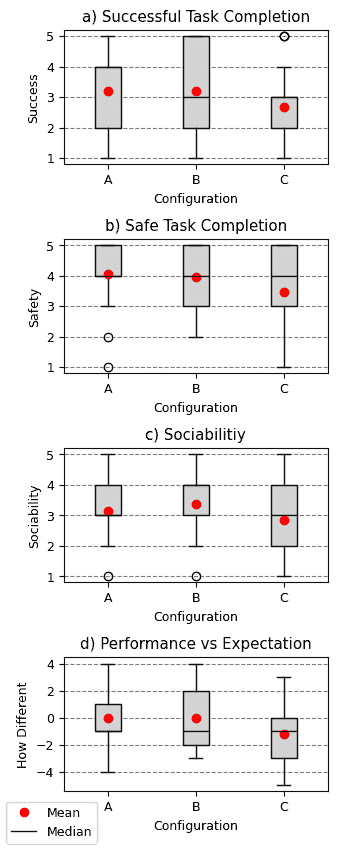 a) Successful Task Completion
5
4
3
2
1
Success
A B C
Configuration
b) Safe Task Completion
5
4
3
2
1
Safety
A B C
Configuration
c) Sociabilitiy
5
4
3
2
1
Sociability
A B C
Configuration
d) Performance vs Expectation
4
2
0
−2
−4
How Different
A B C
Configuration
Mean
Median